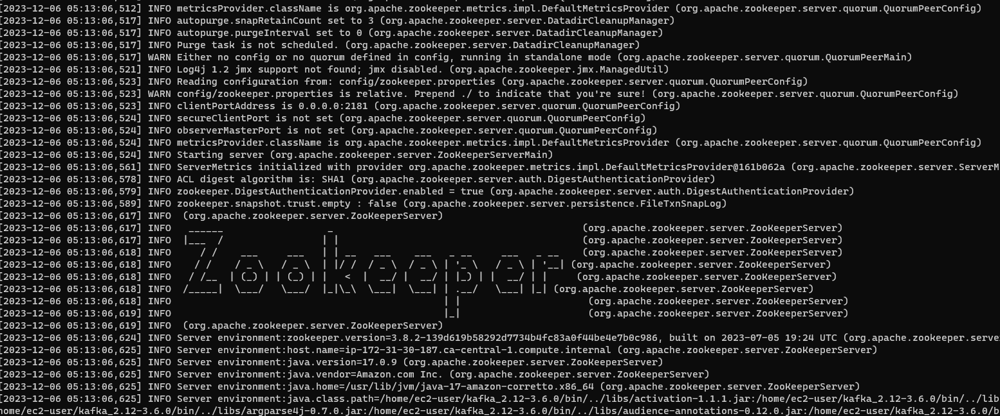 [2023-12-06 05:13:06,512] INFO metricsProvider.className is org.apache.zookeeper.metrics.impl.DefaultMetricsProvider (org.apache.zookeeper.server.quorum.QuorumPeerConfig)
[2023-12-06 05:13:06,517] INFO autopurge.snapRetainCount set to 3 (org.apache.zookeeper.server.DatadirCleanupManager)
[2023-12-06 05:13:06,517] INFO autopurge.purgeInterval set to 0 (org.apache.zookeeper.server.DatadirCleanupManager)
[2023-12-06 05:13:06,517] INFO Purge task is not scheduled. (org.apache.zookeeper.server.DatadirCleanupManager)
[2023-12-06 05:13:06,517] WARN Either no config or no quorum defined in config, running in standalone mode (org.apache.zookeeper.server.quorum.QuorumPeerMain)
[2023-12-06 05:13:06,521] INFO Log4j 1.2 jmx support not found; jmx disabled. (org.apache.zookeeper.jmx.ManagedUtil)
[2023-12-06 05:13:06,523] INFO Reading configuration from: config/zookeeper.properties (org.apache.zookeeper.server.quorum.QuorumPeerConfig)
[2023-12-06 05:13:06,523] WARN config/zookeeper.properties is relative. Prepend ./ to indicate that you're sure! (org.apache.zookeeper.server.quorum.QuorumPeerConfig)
[2023-12-06 05:13:06,523] INFO clientPortAddress is 0.0.0.0:2181 (org.apache.zookeeper.server.quorum.QuorumPeerConfig)
[2023-12-06 05:13:06,524] INFO secureClientPort is not set (org.apache.zookeeper.server.quorum.QuorumPeerConfig)
[2023-12-06 05:13:06,524] INFO observerMasterPort is not set (org.apache.zookeeper.server.quorum.QuorumPeerConfig)
[2023-12-06 05:13:06,524] INFO metricsProvider.className is org.apache.zookeeper.metrics.impl.DefaultMetricsProvider (org.apache.zookeeper.server.quorum.QuorumPeerConfig)
[2023-12-06 05:13:06,524] INFO Starting server (org.apache.zookeeper.server.ZooKeeperServerMain)
[2023-12-06 05:13:06,561] INFO ServerMetrics initialized with provider org.apache.zookeeper.metrics.impl.DefaultMetricsProvider@161b062a (org.apache.zookeeper.server.ServerM
[2023-12-06 05:13:06,578] INFO ACL digest algorithm is: SHA1 (org.apache.zookeeper.server.auth.DigestAuthenticationProvider)
[2023-12-06 05:13:06,579] INFO zookeeper.DigestAuthenticationProvider.enabled = true (org.apache.zookeeper.server.auth.DigestAuthenticationProvider)
[2023-12-06 05:13:06,589] INFO zookeeper.snapshot.trust.empty : false (org.apache.zookeeper.server.persistence.FileTxnSnapLog)
[2023-12-06 05:13:06,617] INFO  (org.apache.zookeeper.server.ZooKeeperServer)
[2023-12-06 05:13:06,617] INFO   ______                  _                                           (org.apache.zookeeper.server.ZooKeeperServer)
[2023-12-06 05:13:06,617] INFO  |___  /                 | |                                          (org.apache.zookeeper.server.ZooKeeperServer)
[2023-12-06 05:13:06,618] INFO     / /    ___     ___   | | __   ___    ___   _ __     ___   _ __    (org.apache.zookeeper.server.ZooKeeperServer)
[2023-12-06 05:13:06,618] INFO    / /    / _ \   / _ \  | |/ /  / _ \  / _ \ | '_ \   / _ \ | '__| (org.apache.zookeeper.server.ZooKeeperServer)
[2023-12-06 05:13:06,618] INFO   / /__  | (_) | | (_) | |   <  |  __/ |  __/ | |_) | |  __/ | |     (org.apache.zookeeper.server.ZooKeeperServer)
[2023-12-06 05:13:06,618] INFO  /_____|  \___/   \___/  |_|\_\  \___|  \___| | .__/   \___| |_| (org.apache.zookeeper.server.ZooKeeperServer)
[2023-12-06 05:13:06,618] INFO                                               | |                      (org.apache.zookeeper.server.ZooKeeperServer)
[2023-12-06 05:13:06,619] INFO                                               |_|                      (org.apache.zookeeper.server.ZooKeeperServer)
[2023-12-06 05:13:06,619] INFO  (org.apache.zookeeper.server.ZooKeeperServer)
[2023-12-06 05:13:06,624] INFO Server environment:zookeeper.version=3.8.2-139d619b58292d7734b4fc83a0f44be4e7b0c986, built on 2023-07-05 19:24 UTC (org.apache.zookeeper.serve
[2023-12-06 05:13:06,625] INFO Server environment:host.name=ip-172-31-30-187.ca-central-1.compute.internal (org.apache.zookeeper.server.ZooKeeperServer)
[2023-12-06 05:13:06,625] INFO Server environment:java.version=17.0.9 (org.apache.zookeeper.server.ZooKeeperServer)
[2023-12-06 05:13:06,625] INFO Server environment:java.vendor=Amazon.com Inc. (org.apache.zookeeper.server.ZooKeeperServer)
[2023-12-06 05:13:06,625] INFO Server environment:java.home=/usr/lib/jvm/java-17-amazon-corretto.x86_64 (org.apache.zookeeper.server.ZooKeeperServer)
[2023-12-06 05:13:06,625] INFO Server environment:java.class.path=/home/ec2-user/kafka_2.12-3.6.0/bin/../libs/activation-1.1.1.jar:/home/ec2-user/kafka_2.12-3.6.0/bin/../lib
home/ec2-user/kafka_2.12-3.6.0/bin/../libs/argparse4j-0.7.0.jar:/home/ec2-user/kafka_2.12-3.6.0/bin/../libs/audience-annotations-0.12.0.jar:/home/ec2-user/kafka_2.12-3.6.0/b